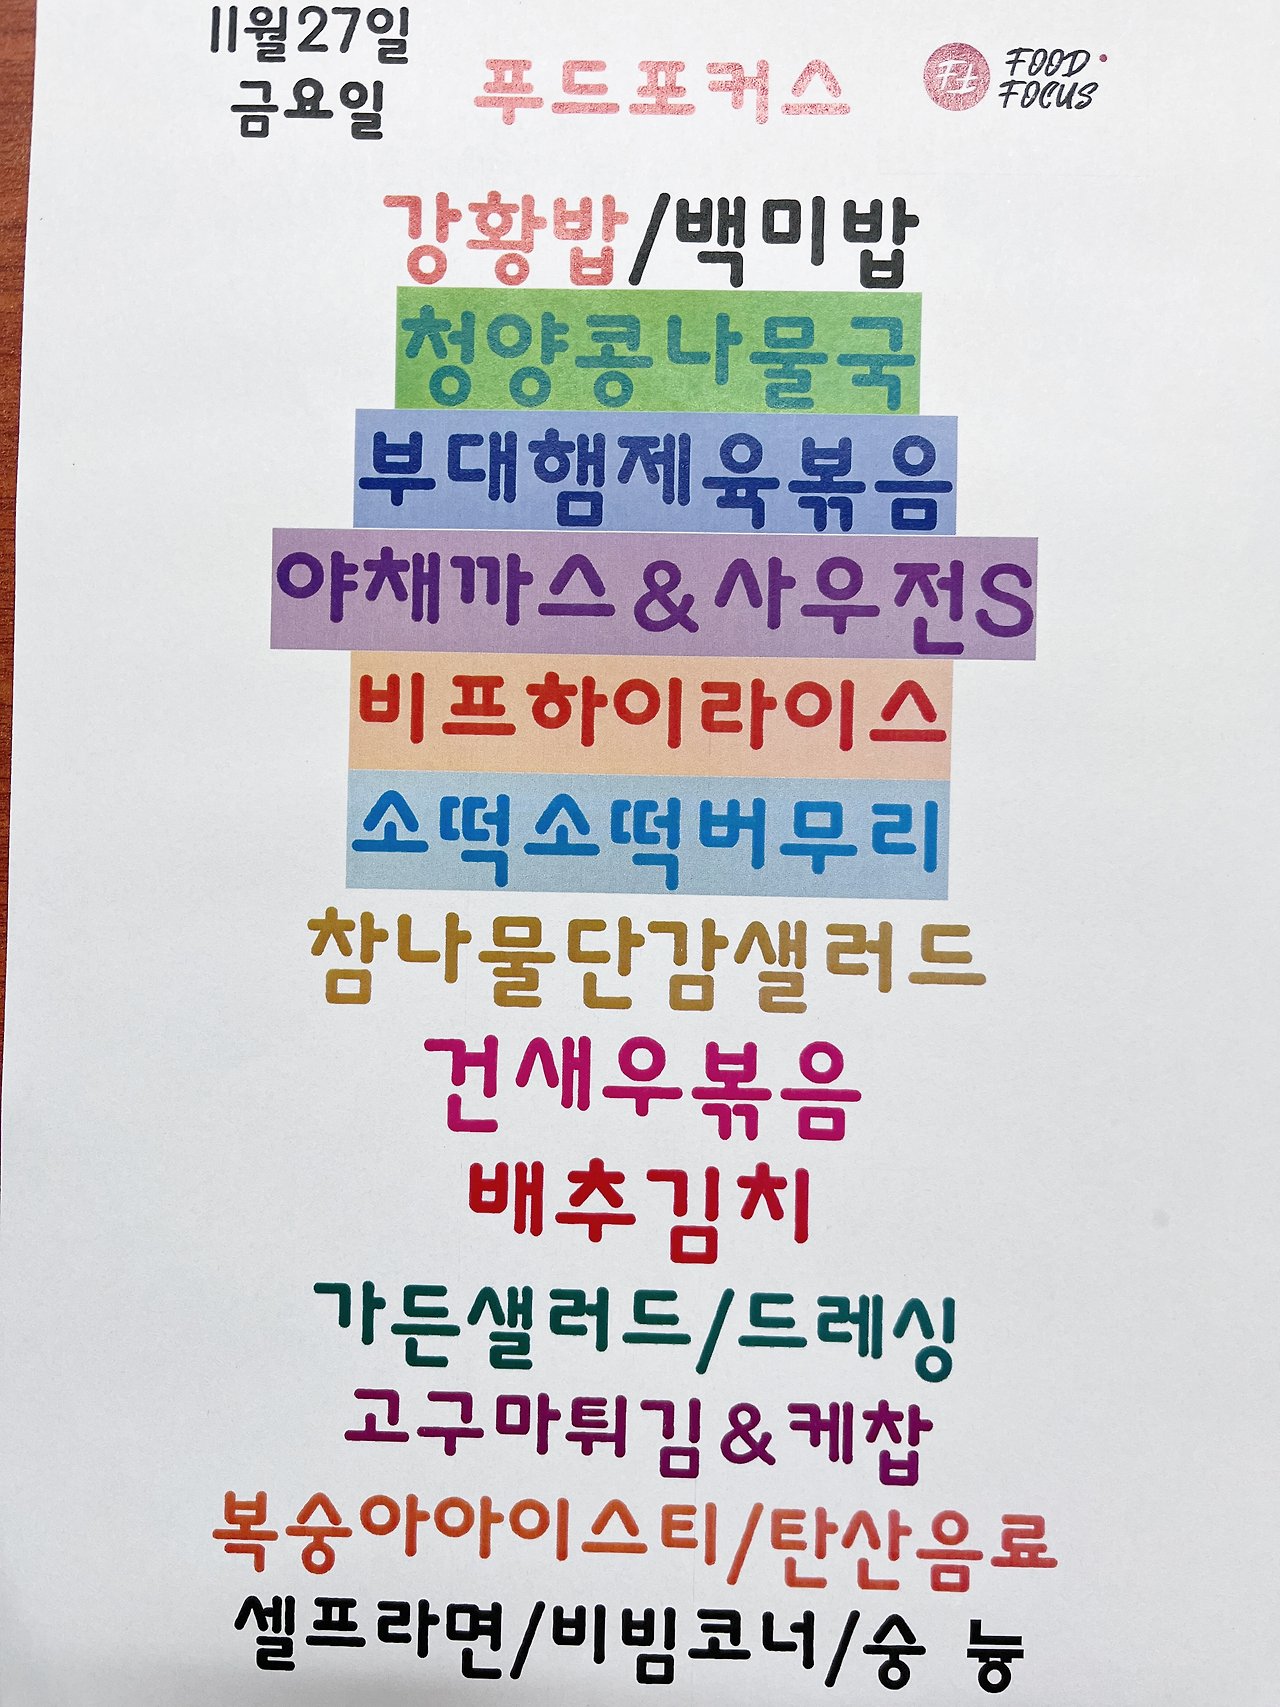 11월27일
금요일
푸드포커스
Ft FOOD
FOCUS
강황밥/백미밥
청양콩나물국
부대햄제육볶음
야채까스&사우전S
비프하이라이스
소떡소떡버무리
참나물단감샐러드
건새우볶음
배추김치
가든샐러드/드레싱
고구마튀김&케찹
복숭아아이스티/탄산음료
셀프라면/비빔코너/숭 늉